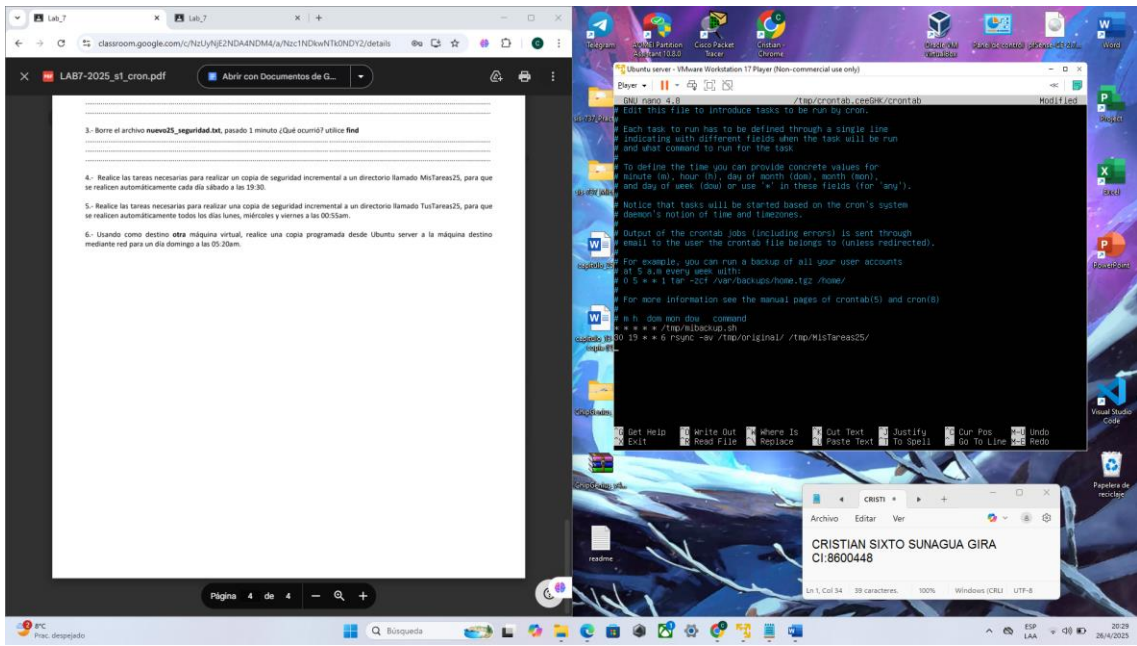 Lab_7
Lab_7
classroom.google.com/c/NzUyNjE2NDA4NDM4/a/Nzc1NDkwNTk0NDY2/details
LAB7-2025_s1_cron.pdf
Abrir con Documentos de G...
3.- Borre el archivo nuevo25_seguridad.txt, pasado 1 minuto ¿Qué ocurrió? utilice find
4.- Realice las tareas necesarias para realizar un copia de seguridad incremental a un directorio llamado MisTareas25, para que
se realicen automáticamente cada día sábado a las 19:30.
5.- Realice las tareas necesarias para realizar una copia de seguridad incremental a un directorio llamado TusTareas25, para que
se realicen automáticamente todos los días lunes, miércoles y viernes a las 00:55am.
6.- Usando como destino otra máquina virtual, realice una copia programada desde Ubuntu server a la máquina destino
mediante red para un día domingo a las 05:20am.
Página 4 de 4
Telegram
AOMEI Partition
Assistant 10.8.0
Cisco Packet
Tracer
Cristian -
Chrome
Oracle VM
VirtualBox
Panel de control
Word
Ubuntu server - VMware Workstation 17 Player (Non-commercial use only)
Player
GNU nano 4.8 /tmp/crontab.ceeGHK/crontab Modified
# Edit this file to introduce tasks to be run by cron.
#
# Each task to run has to be defined through a single line
# indicating with different fields when the task will be run
# and what command to run for the task
#
# To define the time you can provide concrete values for
# minute (m), hour (h), day of month (dom), month (mon),
# and day of week (dow) or use '*' in these fields (for 'any').
#
# Notice that tasks will be started based on the cron's system
# daemon's notion of time and timezones.
#
# Output of the crontab jobs (including errors) is sent through
# email to the user the crontab file belongs to (unless redirected).
#
# For example, you can run a backup of all your user accounts
# at 5 a.m every week with:
# 0 5 * * 1 tar -zcf /var/backups/home.tgz /home/
#
# For more information see the manual pages of crontab(5) and cron(8)
#
# m h  dom mon dow   command
* * * * * /tmp/mibackup.sh
30 19 * * 6 rsync -av /tmp/original/ /tmp/MisTareas25/
^G Get Help ^O Write Out ^W Where Is ^K Cut Text ^J Justify ^C Cur Pos M-U Undo
^X Exit ^R Read File ^\ Replace ^U Paste Text ^T To Spell ^_ Go To Line M-E Redo
Project
Excel
PowerPoint
Visual Studio
Code
Papelera de
reciclaje
readme
CRISTI
Archivo Editar Ver
CRISTIAN SIXTO SUNAGUA GIRA
CI:8600448
Ln 1, Col 34 39 caracteres. 100% Windows (CRLI UTF-8
8°C
Prac. despejado
Búsqueda
ESP
LAA
20:29
26/4/2025